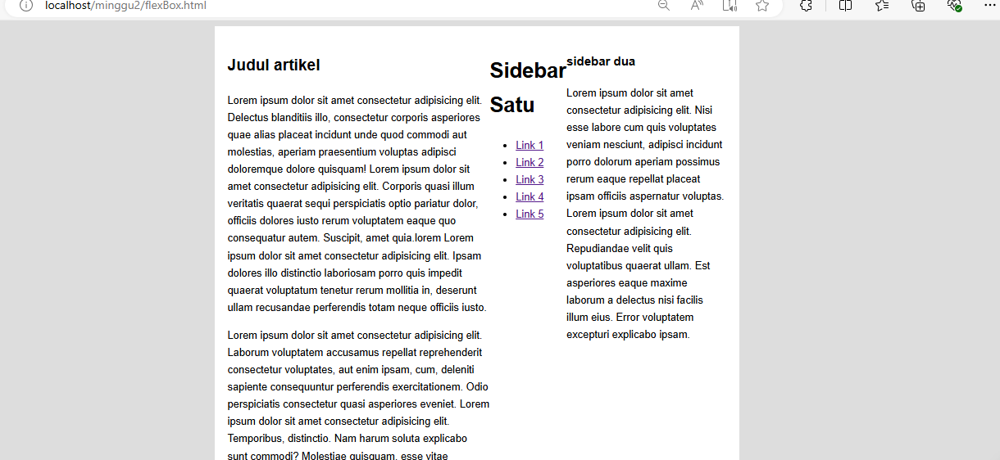 localhost/minggu2/flexBox.html
Judul artikel
Lorem ipsum dolor sit amet consectetur adipisicing elit.
Delectus blanditiis illo, consectetur corporis asperiores
quae alias placeat incidunt unde quod commodi aut
molestias, aperiam praesentium voluptas adipisci
doloremque dolore quisquam! Lorem ipsum dolor sit
amet consectetur adipisicing elit. Corporis quasi illum
veritatis quaerat sequi perspiciatis optio pariatur dolor,
officiis dolores iusto rerum voluptatem eaque quo
consequatur autem. Suscipit, amet quia.lorem Lorem
ipsum dolor sit amet consectetur adipisicing elit. Ipsam
dolores illo distinctio laboriosam porro quis impedit
quaerat voluptatum tenetur rerum mollitia in, deserunt
ullam recusandae perferendis totam neque officiis iusto.
Lorem ipsum dolor sit amet consectetur adipisicing elit.
Laborum voluptatem accusamus repellat reprehenderit
consectetur voluptates, aut enim ipsam, cum, deleniti
sapiente consequuntur perferendis exercitationem. Odio
perspiciatis consectetur quasi asperiores eveniet. Lorem
ipsum dolor sit amet consectetur adipisicing elit.
Temporibus, distinctio. Nam harum soluta explicabo
sunt commodi? Molestiae quisquam, esse vitae
Sidebar
Satu
Link 1
Link 2
Link 3
Link 4
Link 5
sidebar dua
Lorem ipsum dolor sit amet
consectetur adipisicing elit. Nisi
esse labore cum quis voluptates
veniam nesciunt, adipisci incidunt
porro dolorum aperiam possimus
rerum eaque repellat placeat
ipsam officiis aspernatur voluptas.
Lorem ipsum dolor sit amet
consectetur adipisicing elit.
Repudiandae velit quis
voluptatibus quaerat ullam. Est
asperiores eaque maxime
laborum a delectus nisi facilis
illum eius. Error voluptatem
excepturi explicabo ipsam.